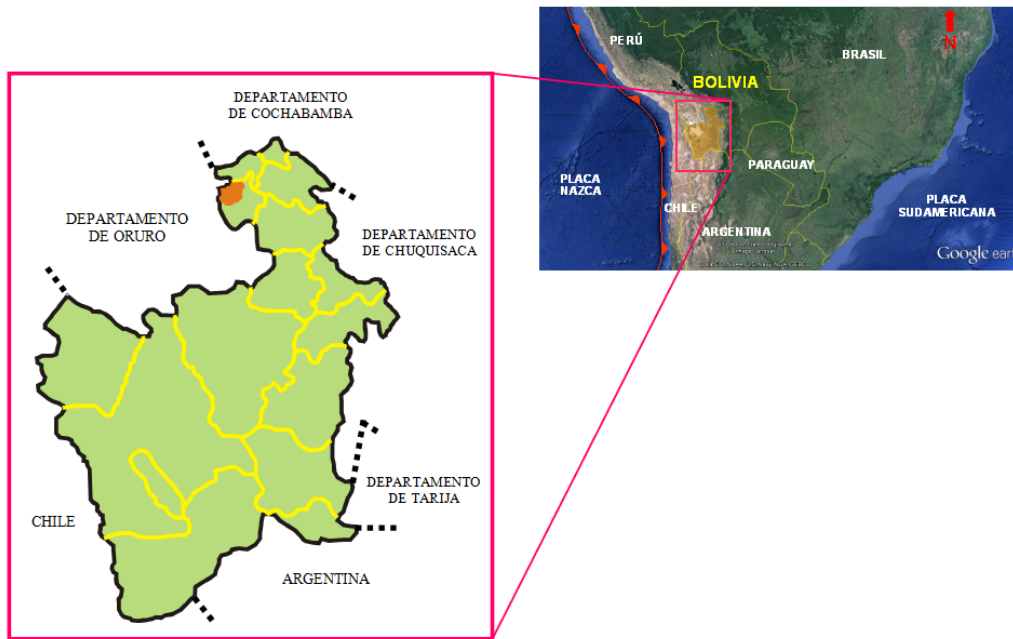 DEPARTAMENTO
DE COCHABAMBA
DEPARTAMENTO
DE ORURO
DEPARTAMENTO
DE CHUQUISACA
DEPARTAMENTO
DE TARIJA
CHILE
ARGENTINA
N
PERÚ
BRASIL
BOLIVIA
PARAGUAY
PLACA
NAZCA
CHILE
PLACA
SUDAMERICANA
ARGENTINA
Google eart